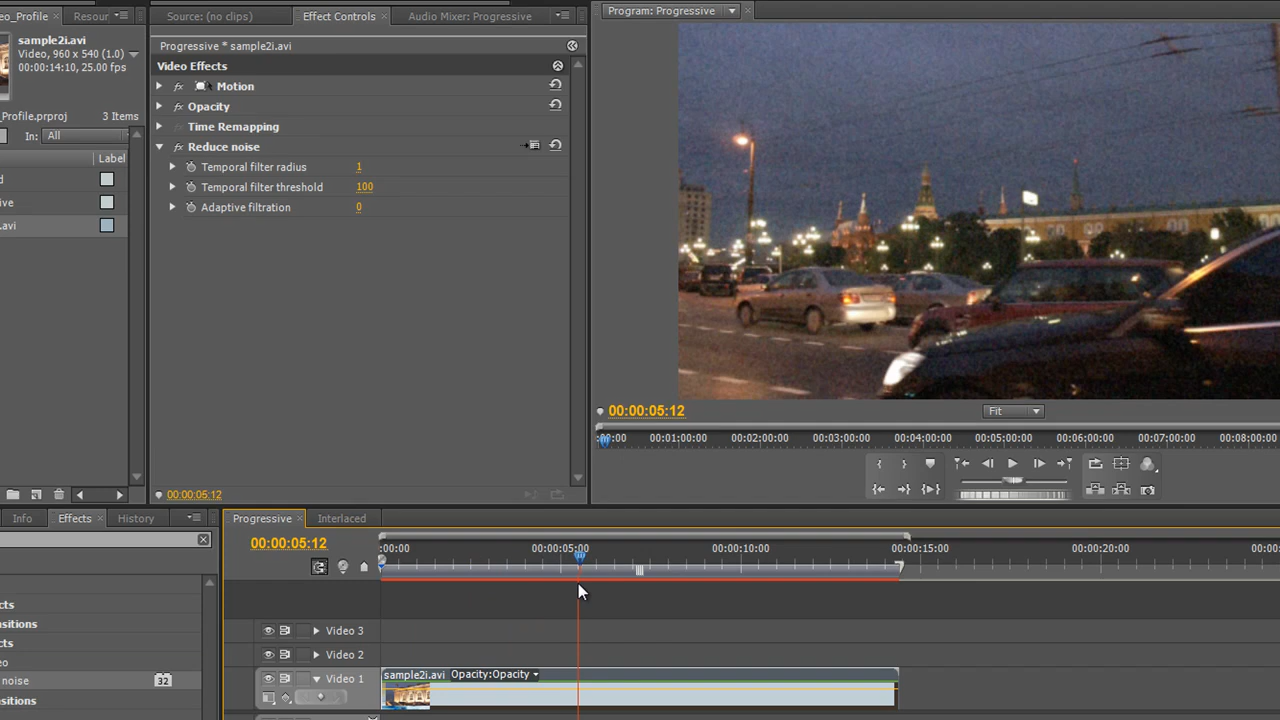 eo_Profile × Resour
sample2i.avi
Video, 960 x 540 (1.0)
00:00:14:10, 25.00 fps
_Profile.prproj 3 Items
In: All
Label
d
ive
.avi
Source: (no clips) Effect Controls × Audio Mixer: Progressive
Progressive * sample2i.avi
Video Effects
fx Motion
fx Opacity
Time Remapping
fx Reduce noise
Temporal filter radius 1
Temporal filter threshold 100
Adaptive filtration 0
00:00:05:12
Program: Progressive ×
00:00:05:12 Fit
:00:00 00:01:00:00 00:02:00:00 00:03:00:00 00:04:00:00 00:05:00:00 00:06:00:00 00:07:00:00 00:08:00:00
Info Effects × History
cts
nsitions
cts
eo
noise 32
nsitions
Progressive × Interlaced
00:00:05:12
:00:00 00:00:05:00 00:00:10:00 00:00:15:00 00:00:20:00 00:00:
Video 3
Video 2
Video 1
sample2i.avi Opacity:Opacity